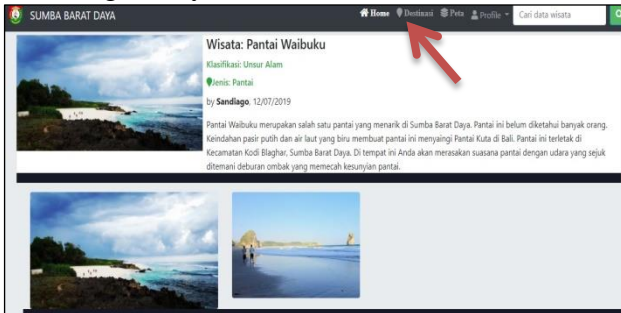 SUMBA BARAT DAYA Home Destinasi Peta Profile Cari data wisata
Wisata: Pantai Waibuku
Klasifikasi: Unsur Alam
Jenis: Pantai
by Sandiago, 12/07/2019
Pantai Waibuku merupakan salah satu pantai yang menarik di Sumba Barat Daya. Pantai ini belum diketahui banyak orang.
Keindahan pasir putih dan air laut yang biru membuat pantai ini menyaingi Pantai Kuta di Bali. Pantai ini terletak di
Kecamatan Kodi Blaghar, Sumba Barat Daya. Di tempat ini Anda akan merasakan suasana pantai dengan udara yang sejuk
ditemani deburan ombak yang memecah kesunyian pantai.